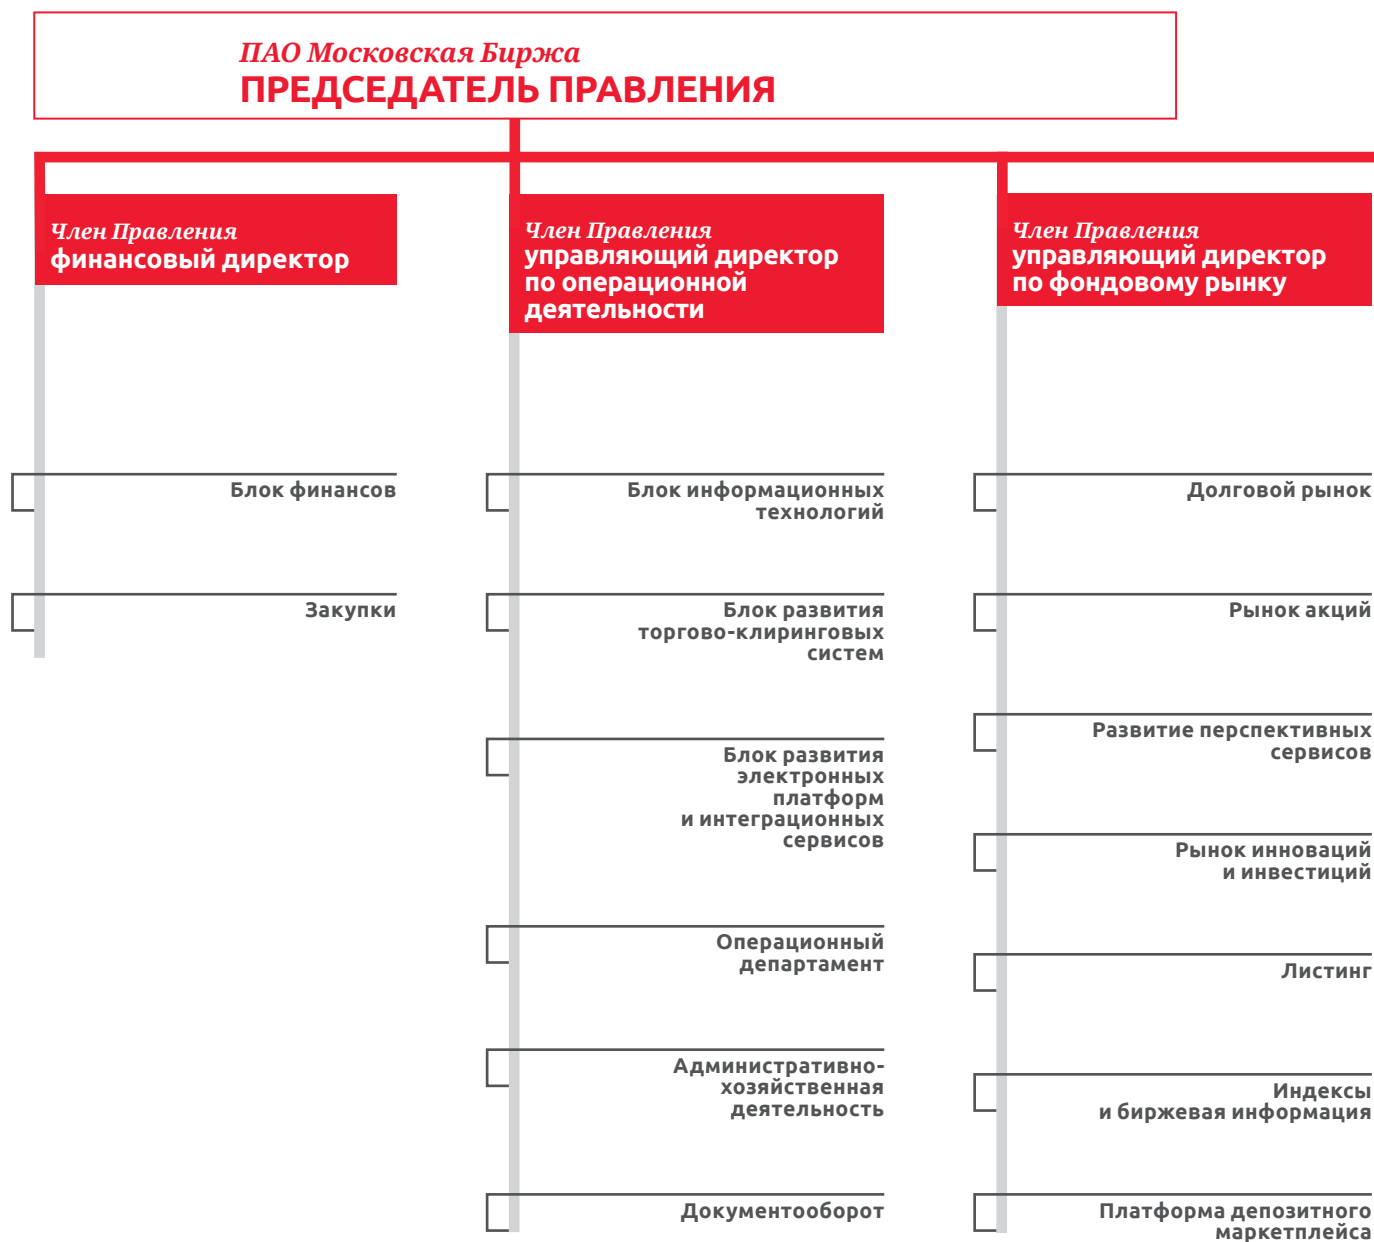 ПАО Московская Биржа
ПРЕДСЕДАТЕЛЬ ПРАВЛЕНИЯ
Член Правления
финансовый директор
Блок финансов
Закупки
Член Правления
управляющий директор
по операционной
деятельности
Блок информационных
технологий
Блок развития
торгово-клиринговых
систем
Блок развития
электронных
платформ
и интеграционных
сервисов
Операционный
департамент
Административно-
хозяйственная
деятельность
Документооборот
Член Правления
управляющий директор
по фондовому рынку
Долговой рынок
Рынок акций
Развитие перспективных
сервисов
Рынок инноваций
и инвестиций
Листинг
Индексы
и биржевая информация
Платформа депозитного
маркетплейса